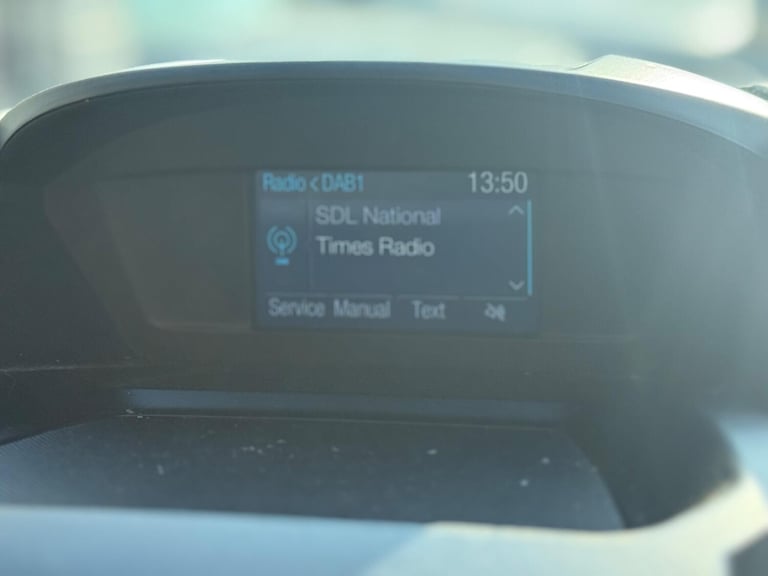 Radio < DAB1 13:50
SDL National
Times Radio
Service Manual Text